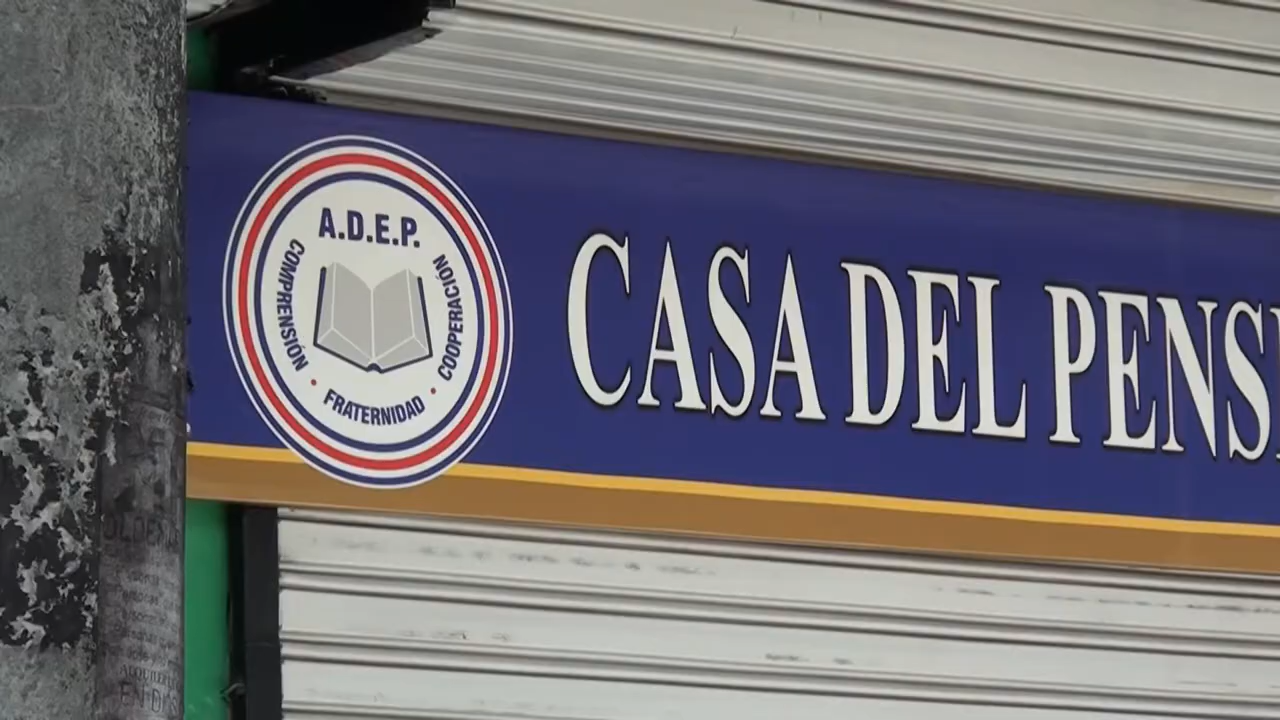 A.D.E.P.
COMPRENSIÓN
• FRATERNIDAD •
COOPERACIÓN
CASA DEL PENS